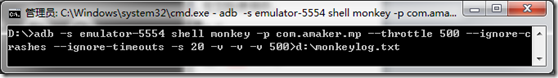 管理员: C:\Windows\system32\cmd.exe - adb -s emulator-5554 shell monkey -p com.ama...
D:\>adb -s emulator-5554 shell monkey -p com.amaker.mp --throttle 500 --ignore-c
rashes --ignore-timeouts -s 20 -v -v -v 500>d:\monkeylog.txt